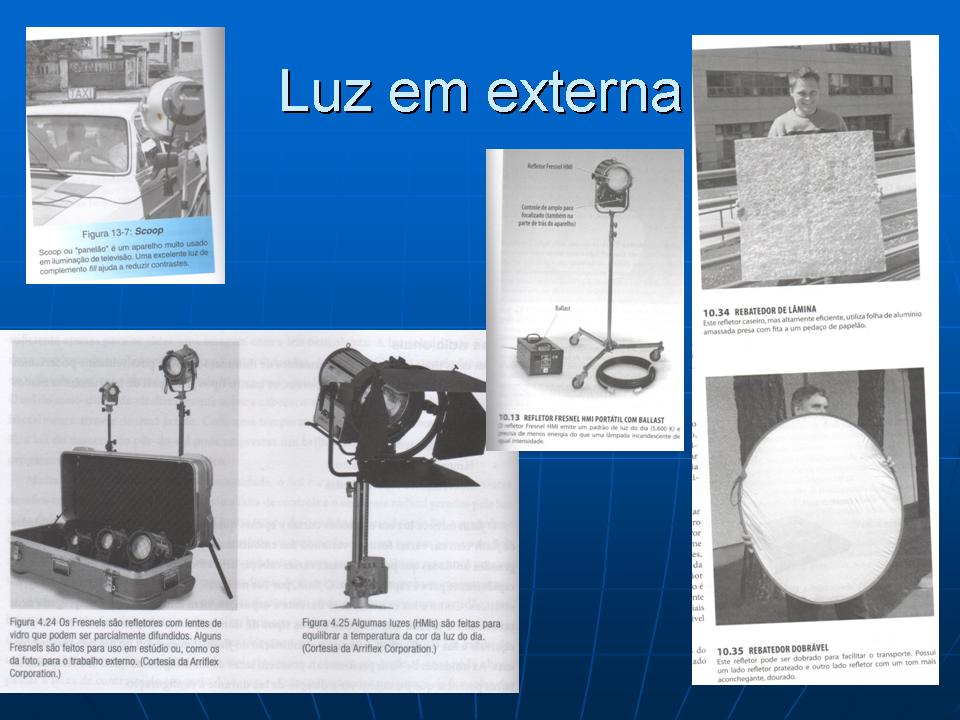 Luz em externa
TAXI
Figura 13-7: Scoop
Scoop ou "panelão" é um aparelho muito usado
em iluminação de televisão. Uma excelente luz de
complemento fill ajuda a reduzir contrastes.
Refletor Fresnel HMI
Controle de amplo para
focalizado (também na
parte de trás do aparelho)
Ballast
10.13 REFLETOR FRESNEL HMI PORTÁTIL COM BALLAST
O refletor Fresnel HMI emite um padrão de luz do dia (5.600 K) e
precisa de menos energia do que uma lâmpada incandescente de
igual intensidade.
10.34 REBATEDOR DE LÂMINA
Este refletor caseiro, mas altamente eficiente, utiliza folha de alumínio
amassada presa com fita a um pedaço de papelão.
Figura 4.24 Os Fresnels são refletores com lentes de
vidro que podem ser parcialmente difundidos. Alguns
Fresnels são feitos para uso em estúdio ou, como os
da foto, para o trabalho externo. (Cortesia da Arriflex
Corporation.)
Figura 4.25 Algumas luzes (HMIs) são feitas para
equilibrar a temperatura da cor da luz do dia.
(Cortesia da Arriflex Corporation.)
10.35 REBATEDOR DOBRÁVEL
Este refletor pode ser dobrado para facilitar o transporte. Possui
um lado refletor prateado e outro lado refletor com um tom mais
aconchegante, dourado.